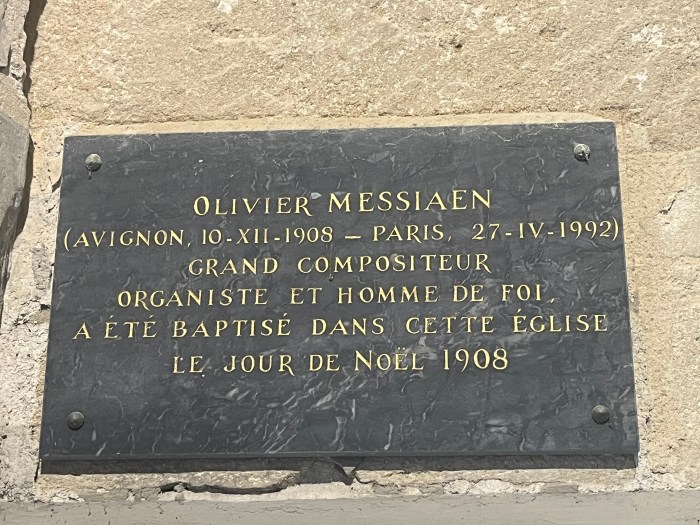 OLIVIER MESSIAEN
(AVIGNON, 10-XII-1908 – PARIS, 27-IV-1992)
GRAND COMPOSITEUR
ORGANISTE ET HOMME DE FOI,
A ÉTÉ BAPTISÉ DANS CETTE ÉGLISE
LE JOUR DE NOËL 1908